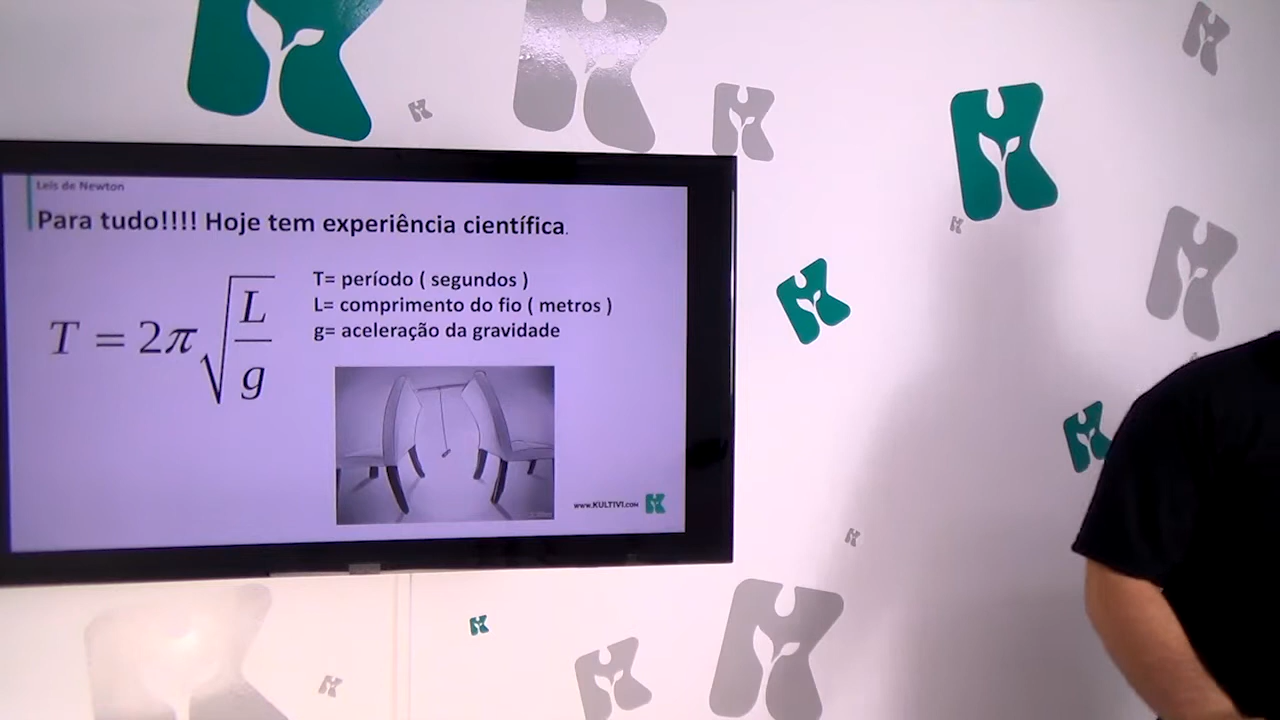 Leis de Newton
Para tudo!!!! Hoje tem experiência científica.
T= período ( segundos )
L= comprimento do fio ( metros )
g= aceleração da gravidade
T = 2π√(L/g)
www.KULTIVI.com